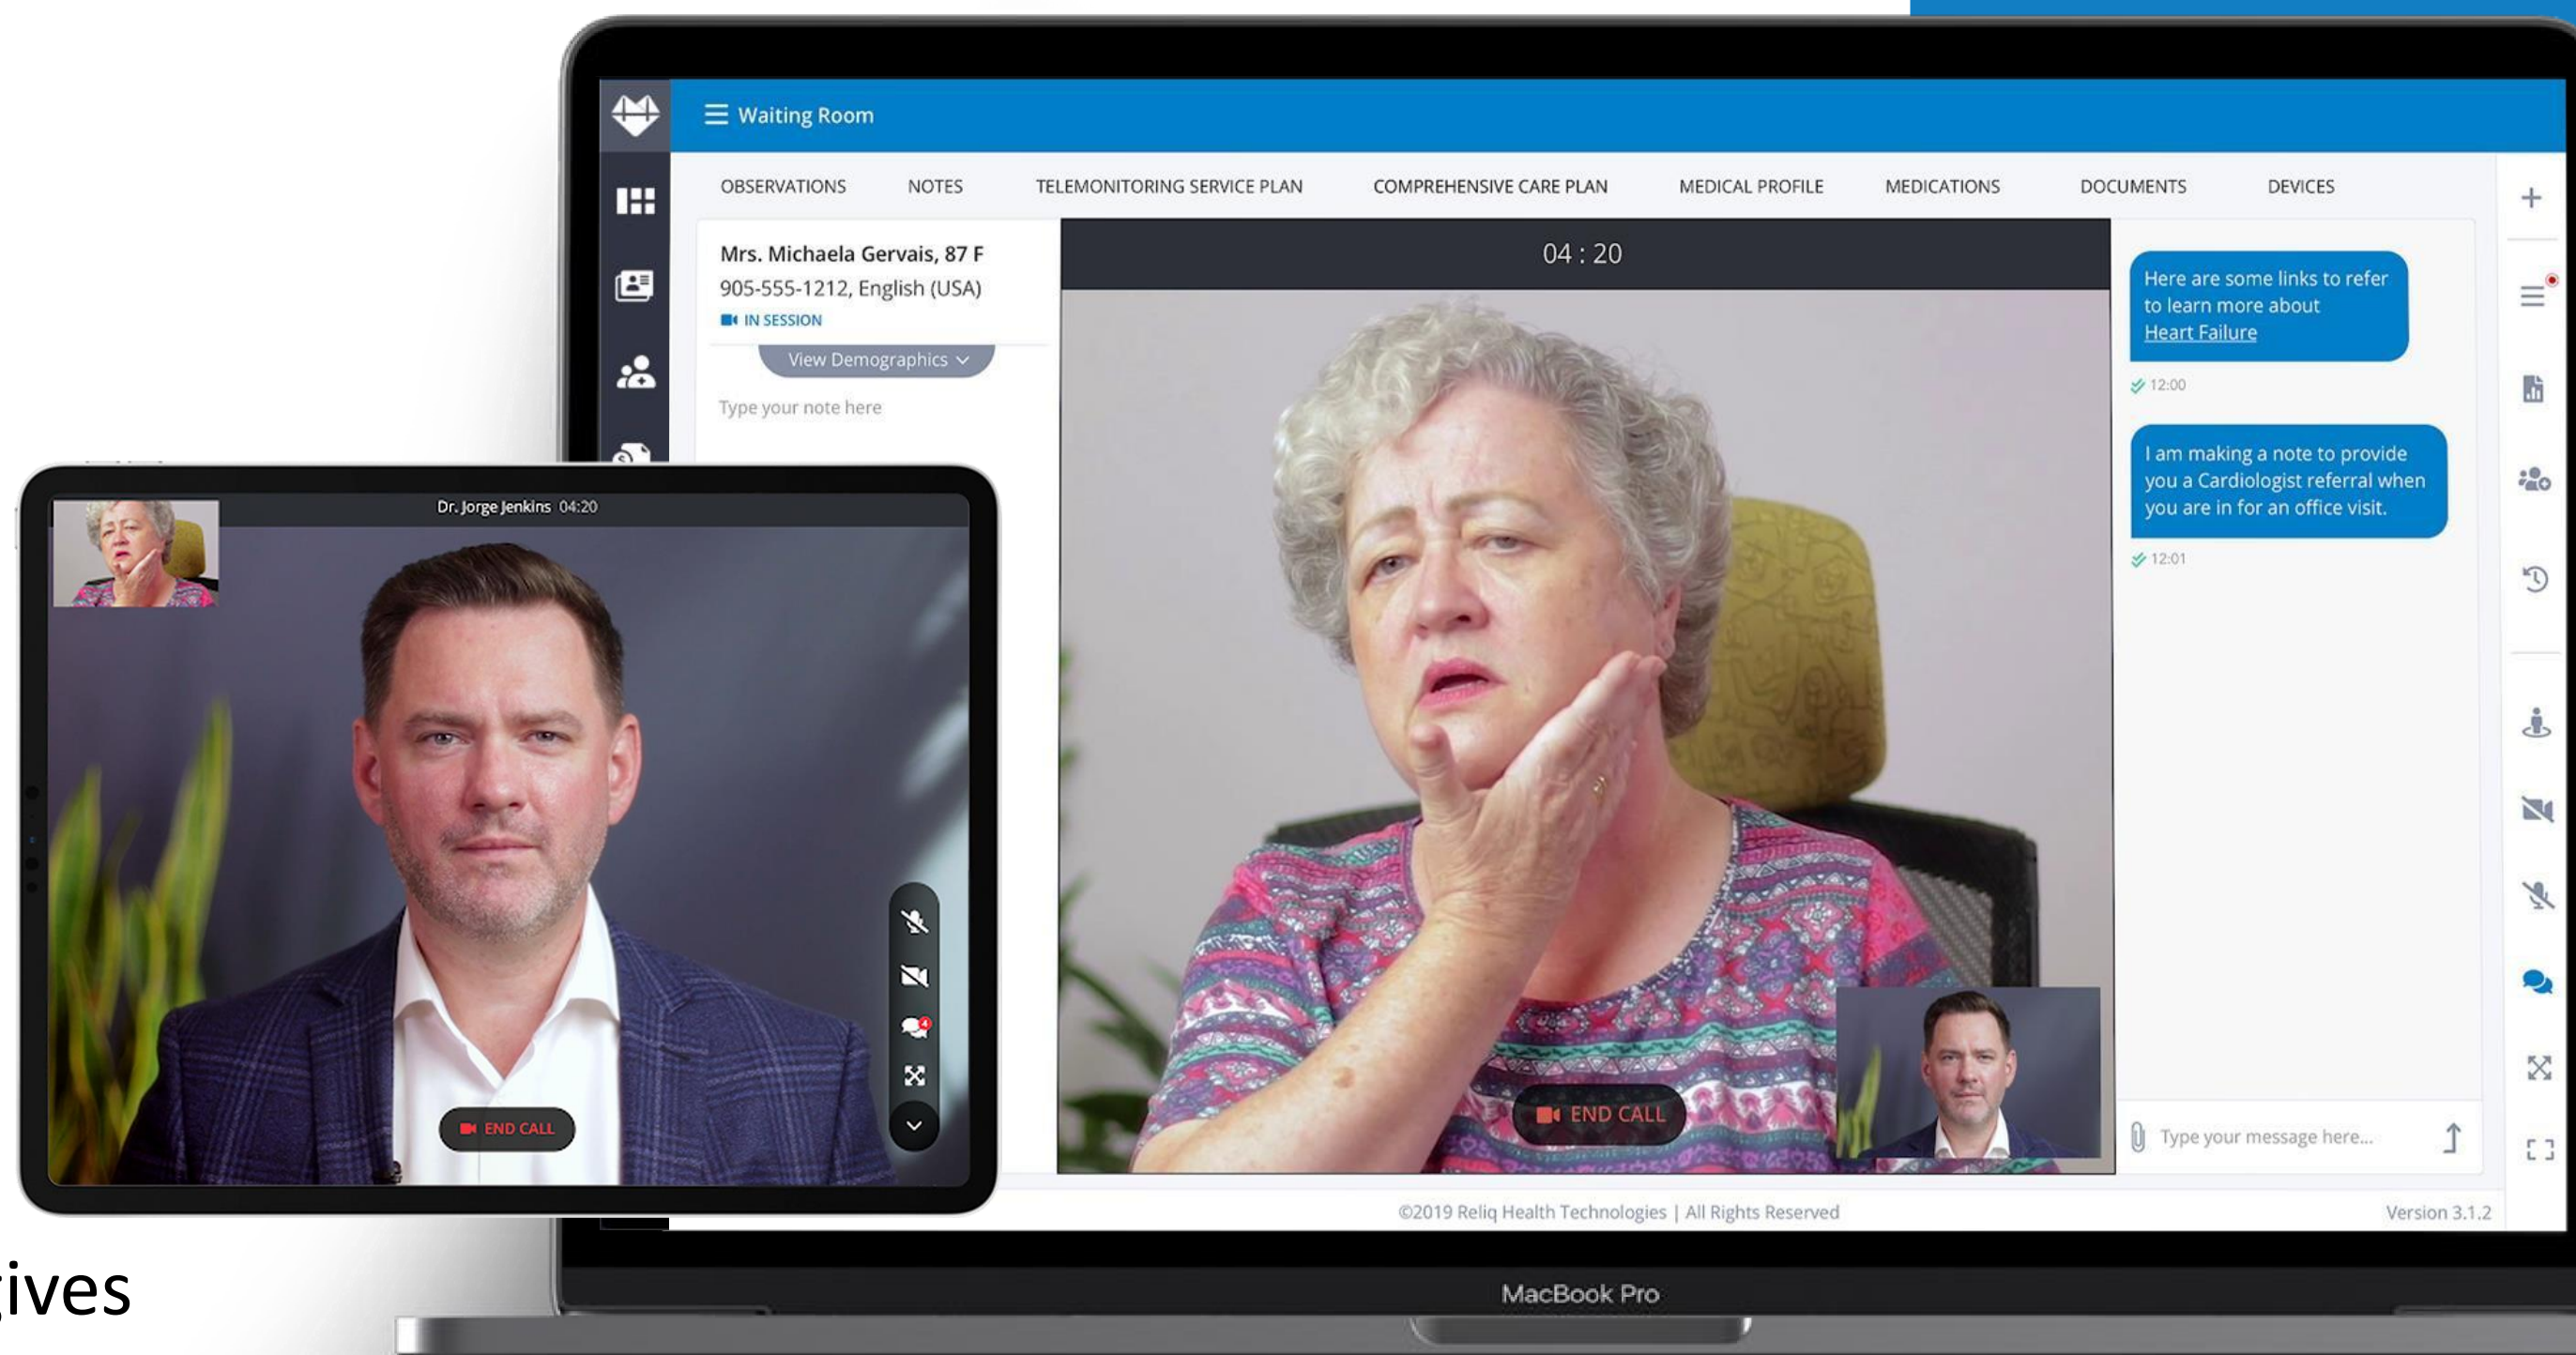 Waiting Room
OBSERVATIONS NOTES TELEMONITORING SERVICE PLAN COMPREHENSIVE CARE PLAN MEDICAL PROFILE MEDICATIONS DOCUMENTS DEVICES
Mrs. Michaela Gervais, 87 F
905-555-1212, English (USA)
IN SESSION
View Demographics
Type your note here
04 : 20
END CALL
Here are some links to refer
to learn more about
Heart Failure
12:00
I am making a note to provide
you a Cardiologist referral when
you are in for an office visit.
12:01
Type your message here...
©2019 Reliq Health Technologies | All Rights Reserved
Version 3.1.2
MacBook Pro
Dr. Jorge Jenkins 04:20
4
END CALL
gives